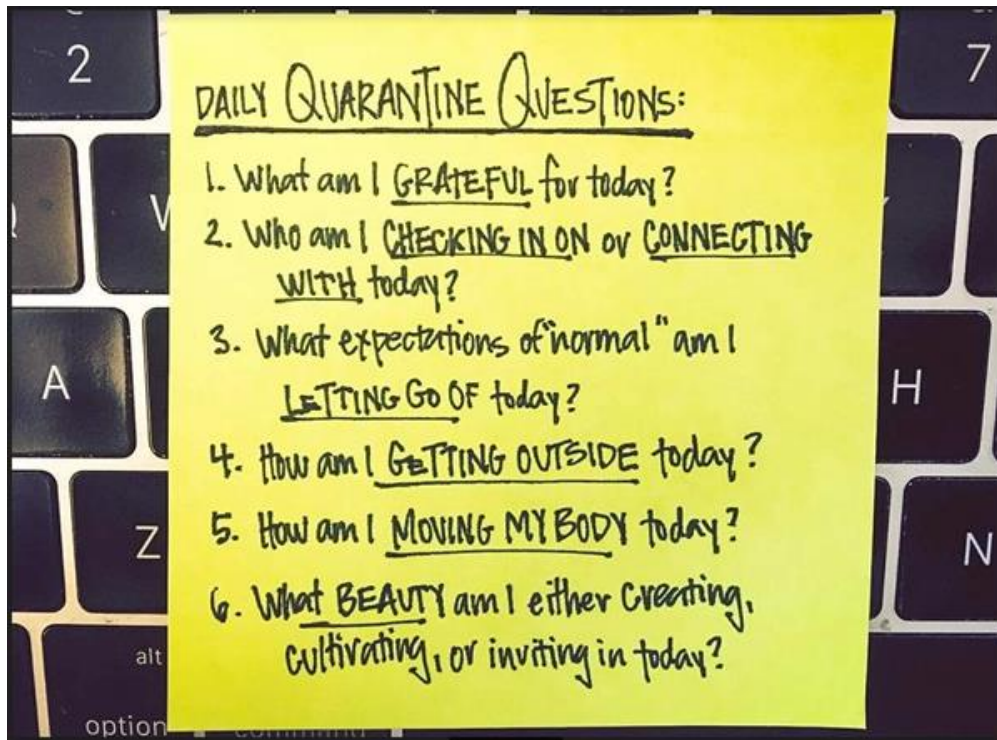 DAILY QUARANTINE QUESTIONS:
1. What am I GRATEFUL for today?
2. Who am I CHECKING IN ON or CONNECTING
WITH today?
3. What expectations of "normal" am I
LETTING GO OF today?
4. How am I GETTING OUTSIDE today?
5. How am I MOVING MY BODY today?
6. What BEAUTY am I either creating,
cultivating, or inviting in today?
2
7
A
H
Z
N
alt
option